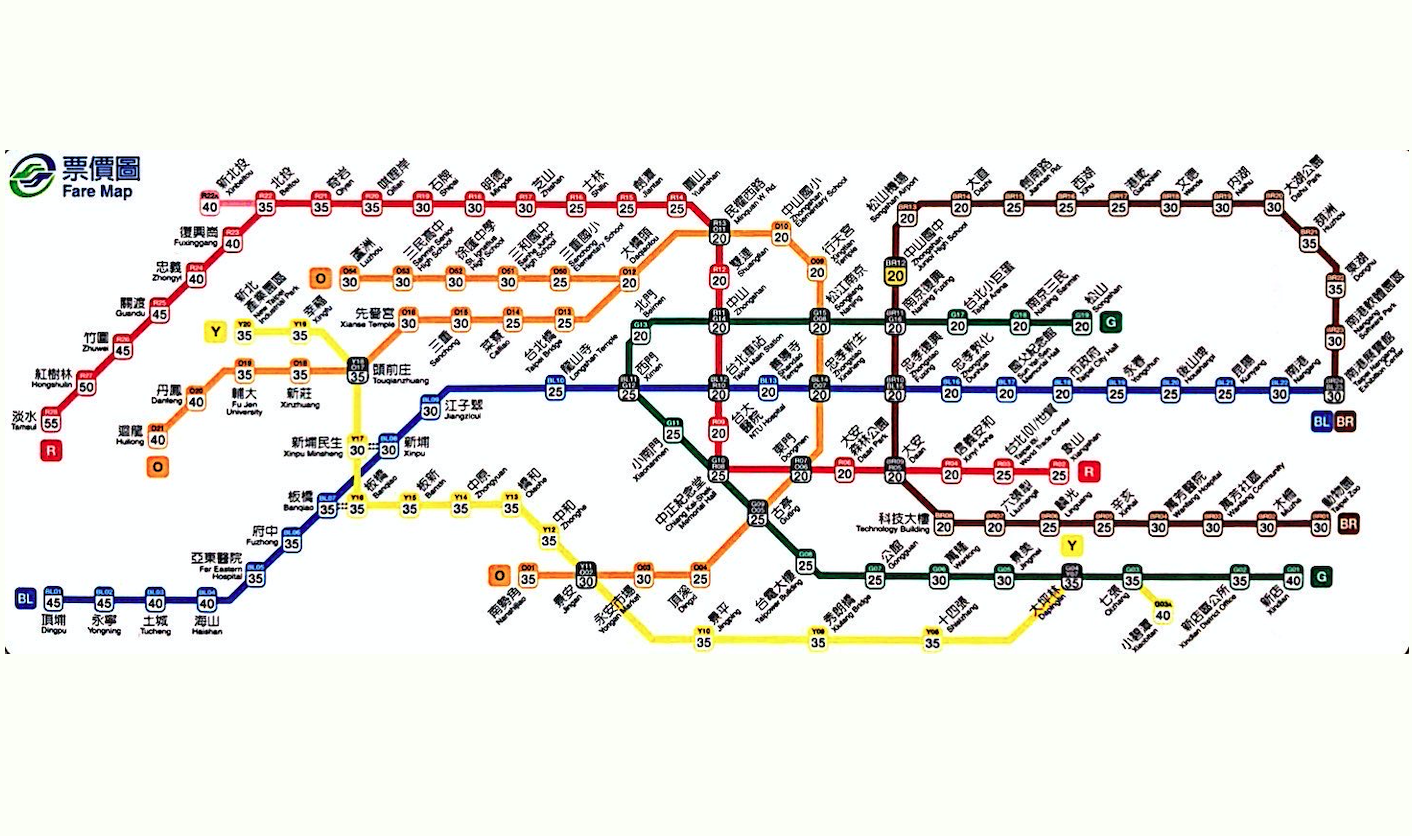 票價圖
Fare Map
R22A 40 新北投 Xinbeitou
R22 35 北投 Beitou
R21 35 奇岩 Qiyan
R20 35 唭哩岸 Qilian
R19 30 石牌 Shipai
明德 Mingde
R17 30 芝山 Zhishan
R16 25 士林 Shilin
R15 25 劍潭 Jiantan
R14 25 圓山 Yuanshan
20 民權西路 Minquan W Rd.
O10 20 中山國小 Zhongshan Elementary School
O09 20 行天宮 Xingtian Temple
BR13 20 松山機場 Songshan Airport
BR14 20 大直 Dazhi
BR15 25 劍南路 Jiannan Rd.
BR16 25 西湖 Xihu
BR17 25 港墘 Gangqian
BR18 30 文德 Wende
BR19 30 內湖 Neihu
BR20 30 大湖公園 Dahu Park
BR21 35 葫洲 Huzhou
BR22 35 東湖 Donghu
BR23 30 南港軟體園區 Nangang Software Park
30 南港展覽館 Taipei Nangang Exhibition Center
BL BR
BR12 20 中山國中 Zhongshan Junior High School
R23 40 復興崗 Fuxinggang
R24 40 忠義 Zhongyi
R25 45 關渡 Guandu
R26 45 竹圍 Zhuwei
R27 50 紅樹林 Hongshulin
R28 55 淡水 Tamsui
R
O
O54 30 蘆洲 Luzhou
O53 30 三民高中 Sanmin Senior High School
O52 30 徐匯中學 St. Ignatius High School
O51 30 三和國中 Sanhe Junior High School
O50 25 三重國小 Sanchong Elementary School
O12 20 大橋頭 Daqiaotou
R12 20 雙連 Shuanglian
Y
Y20 35 新北產業園區 New Taipei Industrial Park
Y19 35 幸福 Xingfu
O16 30 先嗇宮 Xianse Temple
O15 30 三重 Sanchong
O14 25 菜寮 Cailiao
O13 25 台北橋 Taipei Bridge
G13 20 北門 Beimen
R11 G14 20 中山 Zhongshan
G15 O08 20 松江南京 Songjiang Nanjing
BR11 G16 20 南京復興 Nanjing Fuxing
G17 20 台北小巨蛋 Taipei Arena
G18 20 南京三民 Nanjing Sanmin
G19 20 松山 Songshan
G
35 頭前庄 Touqianzhuang
O18 35 新莊 Xinzhuang
O19 35 輔大 Fu Jen University
O20 40 丹鳳 Danfeng
O21 40 迴龍 Huilong
O
BL09 30 江子翠 Jiangzicui
BL10 25 龍山寺 Longshan Temple
BL11 G12 25 西門 Ximen
BL12 R10 20 台北車站 Taipei Main Station
BL13 20 善導寺 Shandao Temple
BL14 O07 20 忠孝新生 Zhongxiao Xinsheng
BR10 BL15 20 忠孝復興 Zhongxiao Fuxing
BL16 20 忠孝敦化 Zhongxiao Dunhua
BL17 20 國父紀念館 Sun Yat-Sen Memorial Hall
BL18 20 市政府 Taipei City Hall
BL19 25 永春 Yongchun
BL20 25 後山埤 Houshanpi
BL21 25 昆陽 Kunyang
BL22 30 南港 Nangang
Y17 30 新埔民生 Xinpu Minsheng
BL08 30 新埔 Xinpu
BL07 35 板橋 Banqiao
Y16 35 板橋 Banqiao
Y15 35 板新 Banxin
Y14 35 中原 Zhongyuan
Y13 35 橋和 Qiaohe
Y12 35 中和 Zhonghe
G11 25 小南門 Xiaonanmen
R09 20 台大醫院 NTU Hospital
G10 R08 25 中正紀念堂 Chiang Kai-Shek Memorial Hall
R07 O06 20 東門 Dongmen
R06 20 大安森林公園 Daan Park
BR09 R05 20 大安 Daan
R04 20 信義安和 Xinyi Anhe
R03 25 台北101/世貿 Taipei 101 World Trade Center
R02 25 象山 Xiangshan
R
G09 O05 25 古亭 Guting
BL06 35 府中 Fuzhong
BL05 35 亞東醫院 Far Eastern Hospital
BL
BL01 45 頂埔 Dingpu
BL02 45 永寧 Yongning
BL03 40 土城 Tucheng
BL04 40 海山 Haishan
BR08 20 科技大樓 Technology Building
BR07 20 六張犁 Liuzhangli
BR06 25 麟光 Linguang
BR05 25 辛亥 Xinhai
BR04 30 萬芳醫院 Wanfang Hospital
BR03 30 萬芳社區 Wanfang Community
BR02 30 木柵 Muzha
BR01 30 動物園 Taipei Zoo
BR
O
O01 35 南勢角 Nanshijiao
Y11 O02 30 景安 Jingan
O03 30 永安市場 Yongan Market
O04 25 頂溪 Dingxi
G08 25 台電大樓 Taipower Building
G07 25 公館 Gongguan
G06 30 萬隆 Wanlong
G05 30 景美 Jingmei
Y
G04 Y07 35 大坪林 Dapinglin
G03 35 七張 Qizhang
G03A 40 小碧潭 Xiaobitan
G02 35 新店區公所 Xindian District Office
G01 40 新店 Xindian
G
Y10 35 景平 Jingping
Y09 35 秀朗橋 Xiulang Bridge
Y08 35 十四張 Shisizhang